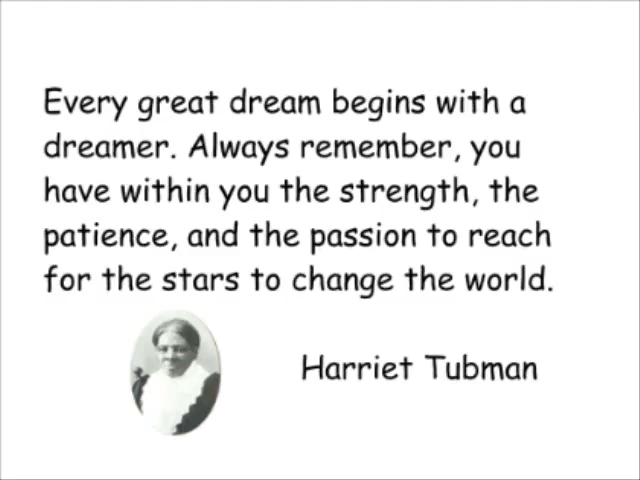 Every great dream begins with a
dreamer. Always remember, you
have within you the strength, the
patience, and the passion to reach
for the stars to change the world.
Harriet Tubman